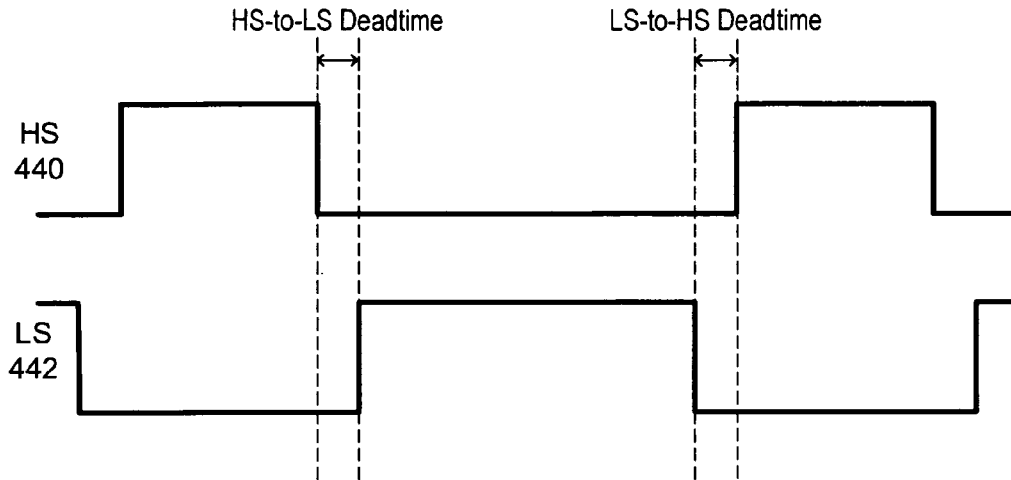 HS-to-LS Deadtime
LS-to-HS Deadtime
HS
440
LS
442